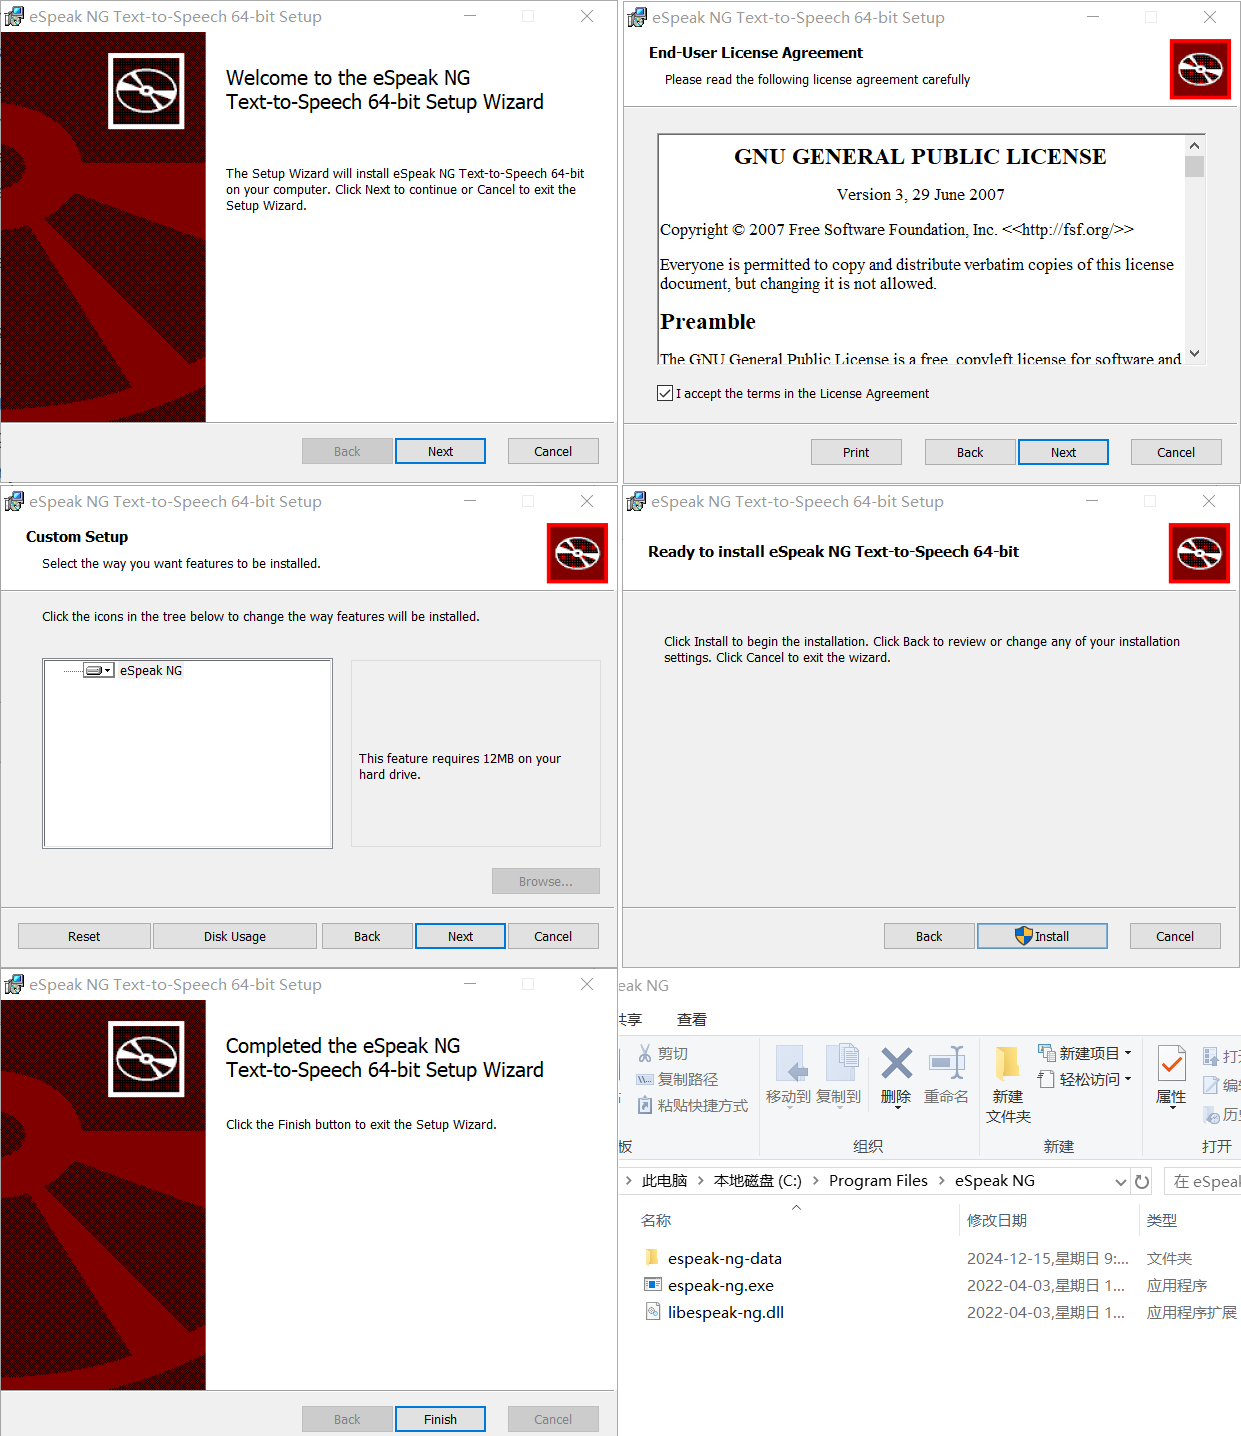 eSpeak NG Text-to-Speech 64-bit Setup
Welcome to the eSpeak NG
Text-to-Speech 64-bit Setup Wizard
The Setup Wizard will install eSpeak NG Text-to-Speech 64-bit
on your computer. Click Next to continue or Cancel to exit the
Setup Wizard.
Back
Next
Cancel
eSpeak NG Text-to-Speech 64-bit Setup
End-User License Agreement
Please read the following license agreement carefully
GNU GENERAL PUBLIC LICENSE
Version 3, 29 June 2007
Copyright © 2007 Free Software Foundation, Inc. <<http://fsf.org/>>
Everyone is permitted to copy and distribute verbatim copies of this license
document, but changing it is not allowed.
Preamble
The GNU General Public License is a free, copyleft license for software and
I accept the terms in the License Agreement
Print
Back
Next
Cancel
eSpeak NG Text-to-Speech 64-bit Setup
Custom Setup
Select the way you want features to be installed.
Click the icons in the tree below to change the way features will be installed.
eSpeak NG
This feature requires 12MB on your
hard drive.
Browse...
Reset
Disk Usage
Back
Next
Cancel
eSpeak NG Text-to-Speech 64-bit Setup
Ready to install eSpeak NG Text-to-Speech 64-bit
Click Install to begin the installation. Click Back to review or change any of your installation
settings. Click Cancel to exit the wizard.
Back
Install
Cancel
eSpeak NG Text-to-Speech 64-bit Setup
Completed the eSpeak NG
Text-to-Speech 64-bit Setup Wizard
Click the Finish button to exit the Setup Wizard.
Back
Finish
Cancel
eak NG
共享
查看
剪切
复制路径
粘贴快捷方式
板
移动到
复制到
删除
重命名
组织
新建
文件夹
新建项目
轻松访问
新建
属性
打开
编辑
历史
打开
此电脑 > 本地磁盘 (C:) > Program Files > eSpeak NG
在 eSpeak
名称
修改日期
类型
espeak-ng-data
2024-12-15,星期日 9:...
文件夹
espeak-ng.exe
2022-04-03,星期日 1...
应用程序
libespeak-ng.dll
2022-04-03,星期日 1...
应用程序扩展